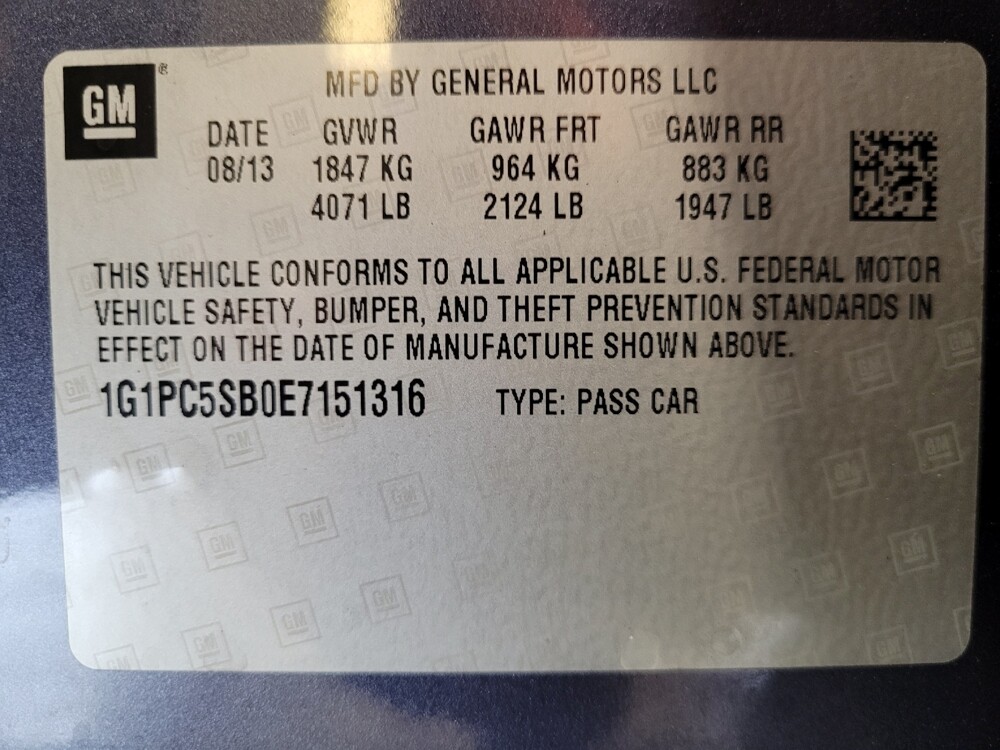 GM ®
MFD BY GENERAL MOTORS LLC
DATE GVWR GAWR FRT GAWR RR
08/13 1847 KG 964 KG 883 KG
4071 LB 2124 LB 1947 LB
THIS VEHICLE CONFORMS TO ALL APPLICABLE U.S. FEDERAL MOTOR
VEHICLE SAFETY, BUMPER, AND THEFT PREVENTION STANDARDS IN
EFFECT ON THE DATE OF MANUFACTURE SHOWN ABOVE.
1G1PC5SB0E7151316 TYPE: PASS CAR